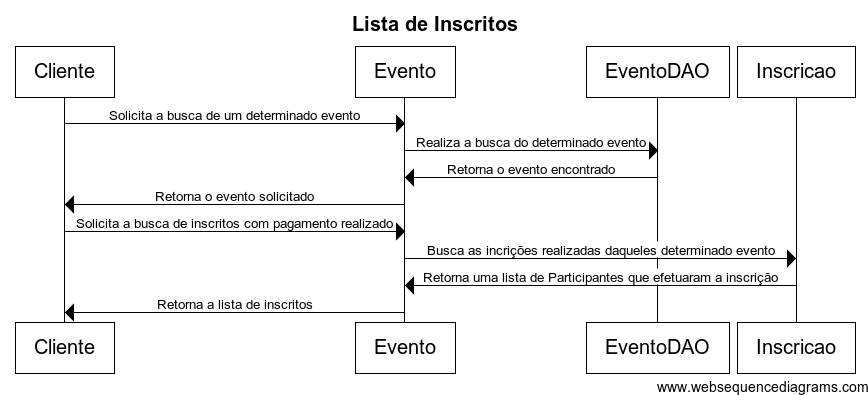 Lista de Inscritos
Cliente
Evento
EventoDAO
Inscricao
Solicita a busca de um determinado evento
Realiza a busca do determinado evento
Retorna o evento encontrado
Retorna o evento solicitado
Solicita a busca de inscritos com pagamento realizado
Busca as incrições realizadas daqueles determinado evento
Retorna uma lista de Participantes que efetuaram a inscrição
Retorna a lista de inscritos
Cliente
Evento
EventoDAO
Inscricao
www.websequencediagrams.com